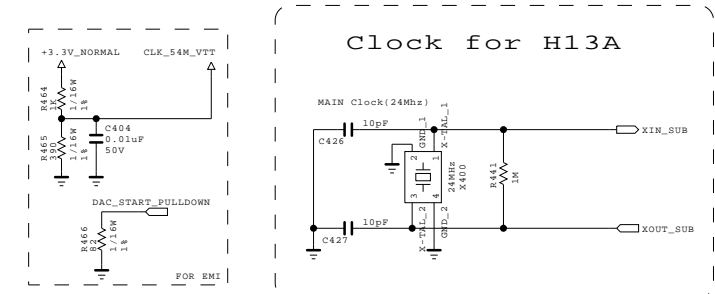 +3.3V_NORMAL
CLK_54M_VTT
R464
1K
1/16W
1%
R465
390
1/16W
1%
C404
0.01uF
50V
DAC_START_PULLDOWN
R466
82
1/16W
1%
FOR EMI
Clock for H13A
MAIN Clock(24Mhz)
C426
10pF
GND_1
X-TAL_1
2
1
3
4
24MHz
X400
X-TAL_2
GND_2
R441
1M
XIN_SUB
C427
10pF
XOUT_SUB